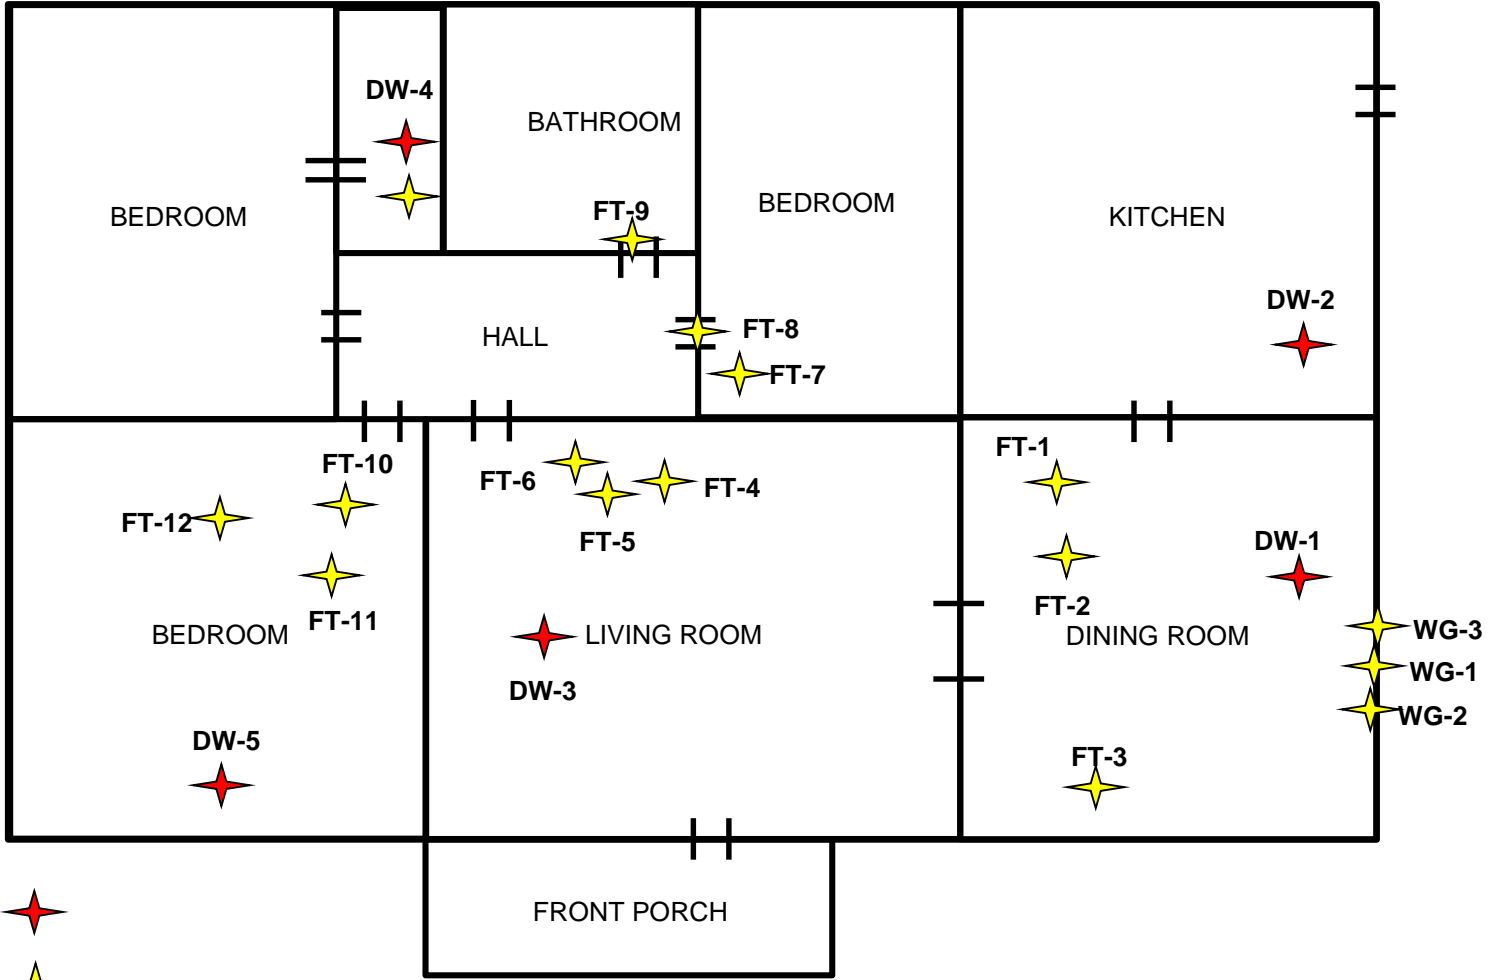 DW-4
BATHROOM
BEDROOM
FT-9
BEDROOM
KITCHEN
DW-2
HALL
FT-8
FT-7
FT-1
FT-10
FT-6
FT-4
FT-12
FT-5
DW-1
FT-2
FT-11
BEDROOM
LIVING ROOM
DINING ROOM
WG-3
WG-1
DW-3
WG-2
DW-5
FT-3
FRONT PORCH